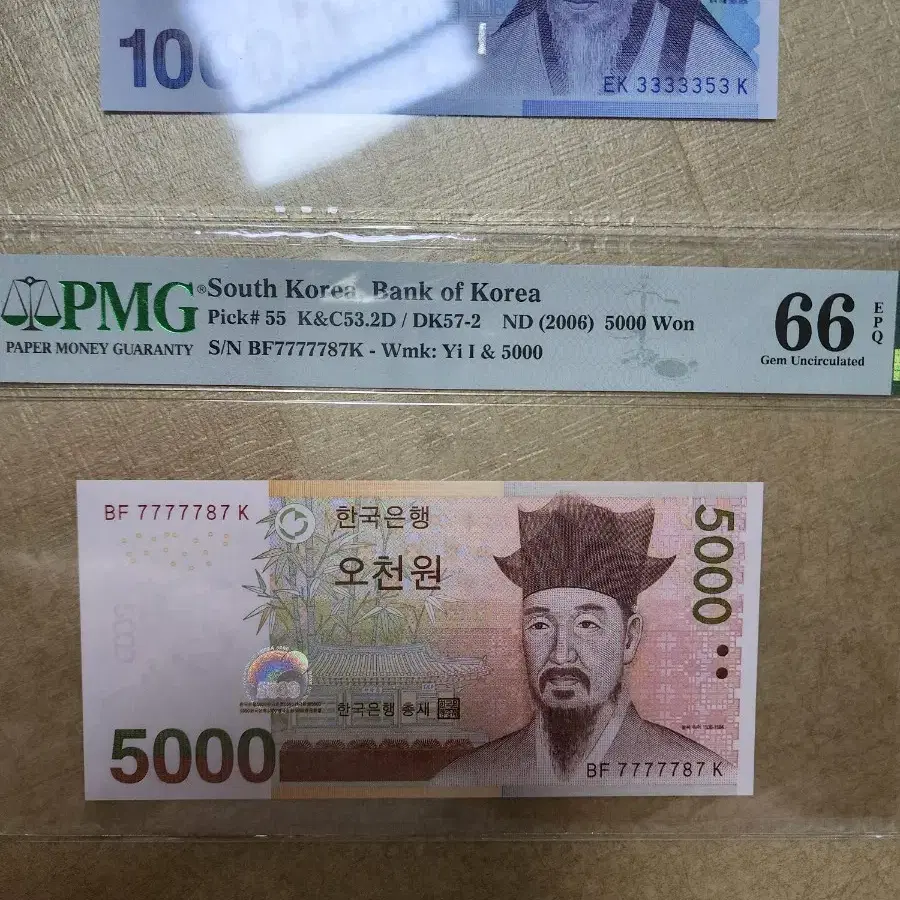 1000
EK 3333353 K
PMG®
PAPER MONEY GUARANTY
South Korea, Bank of Korea
Pick# 55 K&C53.2D / DK57-2 ND (2006) 5000 Won
S/N BF7777787K - Wmk: Yi I & 5000
66
EPQ
Gem Uncirculated
BF 7777787 K
한국은행
오천원
5000
한국은행 총재
5000
BF 7777787 K